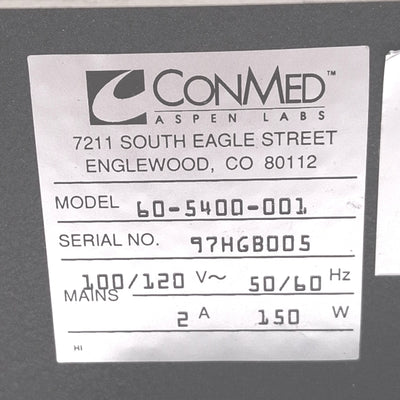 CONMED™
ASPEN LABS
7211 SOUTH EAGLE STREET
ENGLEWOOD, CO 80112
MODEL 60-5400-001
SERIAL NO. 97HGB005
MAINS 100/120 V~ 50/60 Hz
2 A 150 W
HI